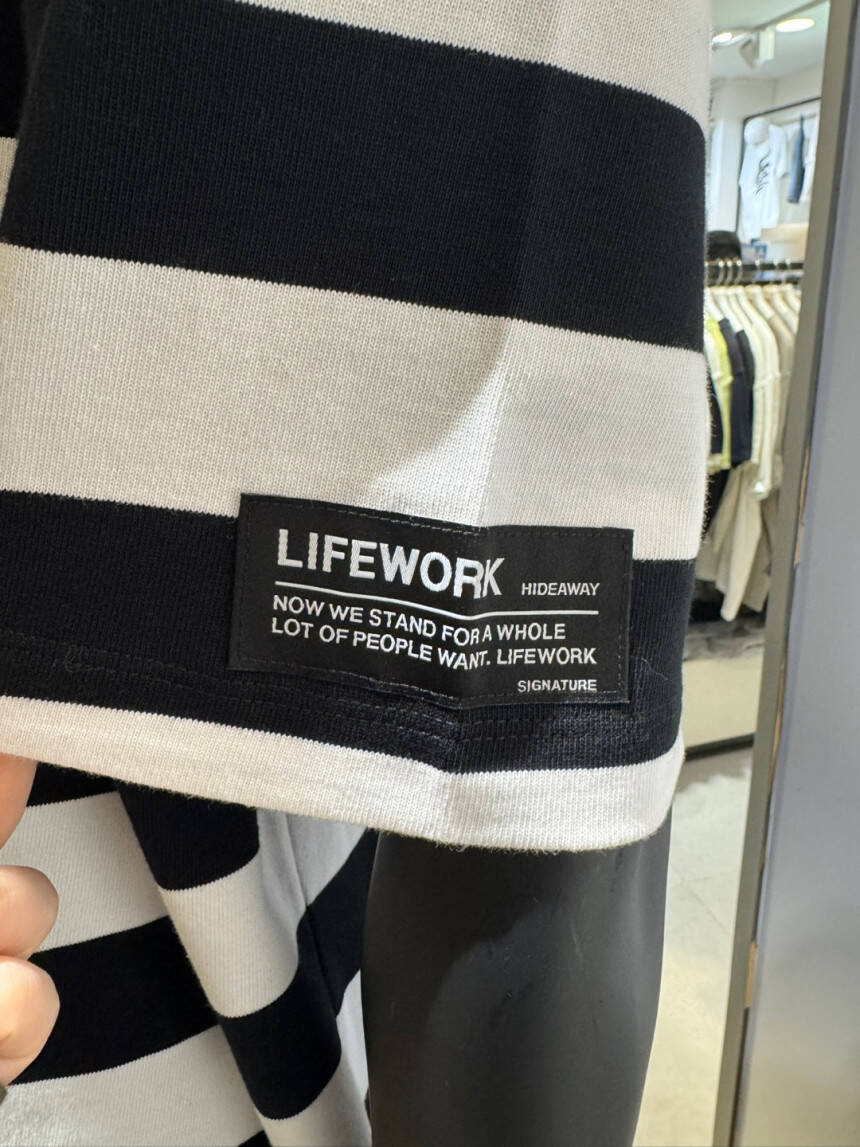 LIFEWORK HIDEAWAY
NOW WE STAND FOR A WHOLE
LOT OF PEOPLE WANT. LIFEWORK
SIGNATURE